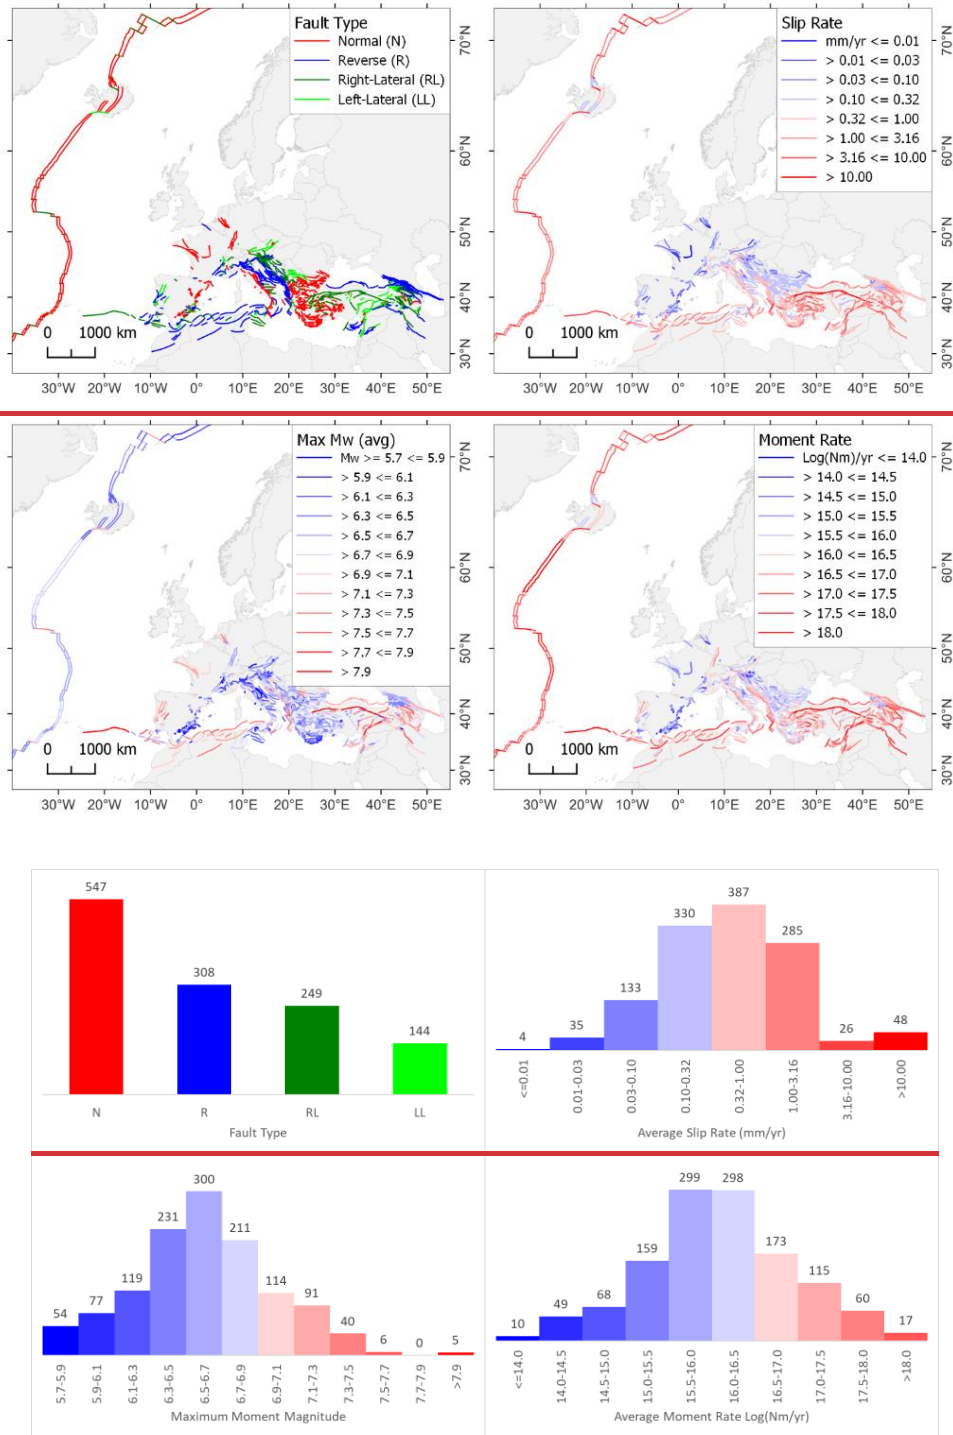 Fault Type
Normal (N)
Reverse (R)
Right-Lateral (RL)
Left-Lateral (LL)
70°N
60°N
50°N
40°N
30°N
0 1000 km
30°W 20°W 10°W 0° 10°E 20°E 30°E 40°E 50°E
Slip Rate
mm/yr <= 0.01
> 0.01 <= 0.03
> 0.03 <= 0.10
> 0.10 <= 0.32
> 0.32 <= 1.00
> 1.00 <= 3.16
> 3.16 <= 10.00
> 10.00
70°N
60°N
50°N
40°N
30°N
0 1000 km
30°W 20°W 10°W 0° 10°E 20°E 30°E 40°E 50°E
Max Mw (avg)
Mw >= 5.7 <= 5.9
> 5.9 <= 6.1
> 6.1 <= 6.3
> 6.3 <= 6.5
> 6.5 <= 6.7
> 6.7 <= 6.9
> 6.9 <= 7.1
> 7.1 <= 7.3
> 7.3 <= 7.5
> 7.5 <= 7.7
> 7.7 <= 7.9
> 7.9
70°N
60°N
50°N
40°N
30°N
0 1000 km
30°W 20°W 10°W 0° 10°E 20°E 30°E 40°E 50°E
Moment Rate
Log(Nm)/yr <= 14.0
> 14.0 <= 14.5
> 14.5 <= 15.0
> 15.0 <= 15.5
> 15.5 <= 16.0
> 16.0 <= 16.5
> 16.5 <= 17.0
> 17.0 <= 17.5
> 17.5 <= 18.0
> 18.0
70°N
60°N
50°N
40°N
30°N
0 1000 km
30°W 20°W 10°W 0° 10°E 20°E 30°E 40°E 50°E
547
308
249
144
N R RL LL
Fault Type
4 35 133 330 387 285 26 48
<=0.01 0.01-0.03 0.03-0.10 0.10-0.32 0.32-1.00 1.00-3.16 3.16-10.00 >10.00
Average Slip Rate (mm/yr)
54 77 119 231 300 211 114 91 40 6 0 5
5.7-5.9 5.9-6.1 6.1-6.3 6.3-6.5 6.5-6.7 6.7-6.9 6.9-7.1 7.1-7.3 7.3-7.5 7.5-7.7 7.7-7.9 >7.9
Maximum Moment Magnitude
10 49 68 159 299 298 173 115 60 17
<=14.0 14.0-14.5 14.5-15.0 15.0-15.5 15.5-16.0 16.0-16.5 16.5-17.0 17.0-17.5 17.5-18.0 >18.0
Average Moment Rate Log(Nm/yr)